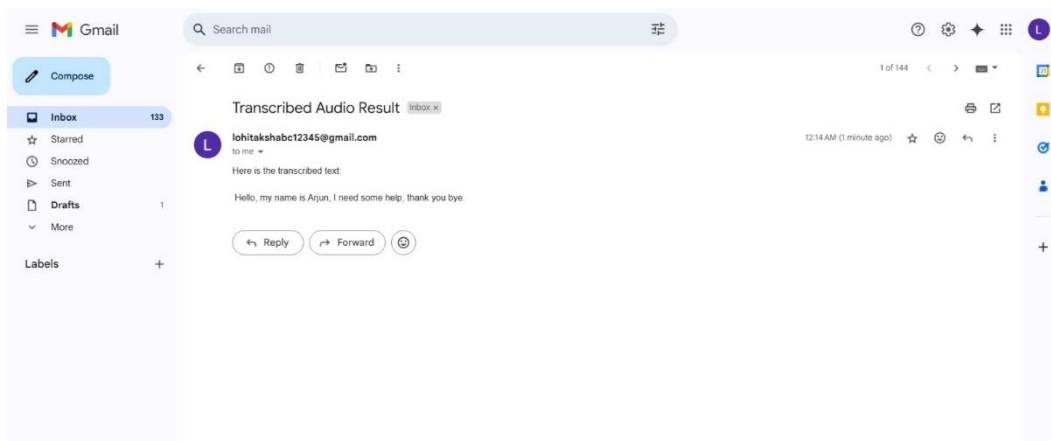 Gmail
Search mail
Compose
1 of 144
Inbox 133
Starred
Snoozed
Sent
Drafts 1
More
Labels
Transcribed Audio Result Inbox x
L
lohitakshabc12345@gmail.com 12:14 AM (1 minute ago)
to me
Here is the transcribed text:
Hello, my name is Arjun, I need some help, thank you bye.
Reply Forward
L